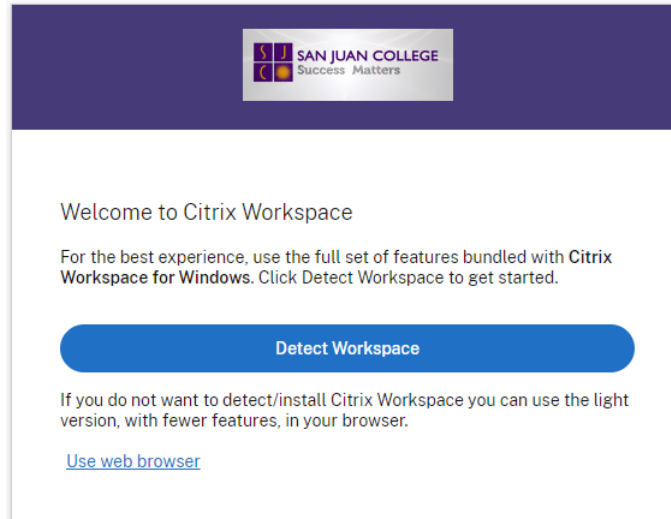 SJC SAN JUAN COLLEGE
Success Matters
Welcome to Citrix Workspace
For the best experience, use the full set of features bundled with Citrix
Workspace for Windows. Click Detect Workspace to get started.
Detect Workspace
If you do not want to detect/install Citrix Workspace you can use the light
version, with fewer features, in your browser.
Use web browser